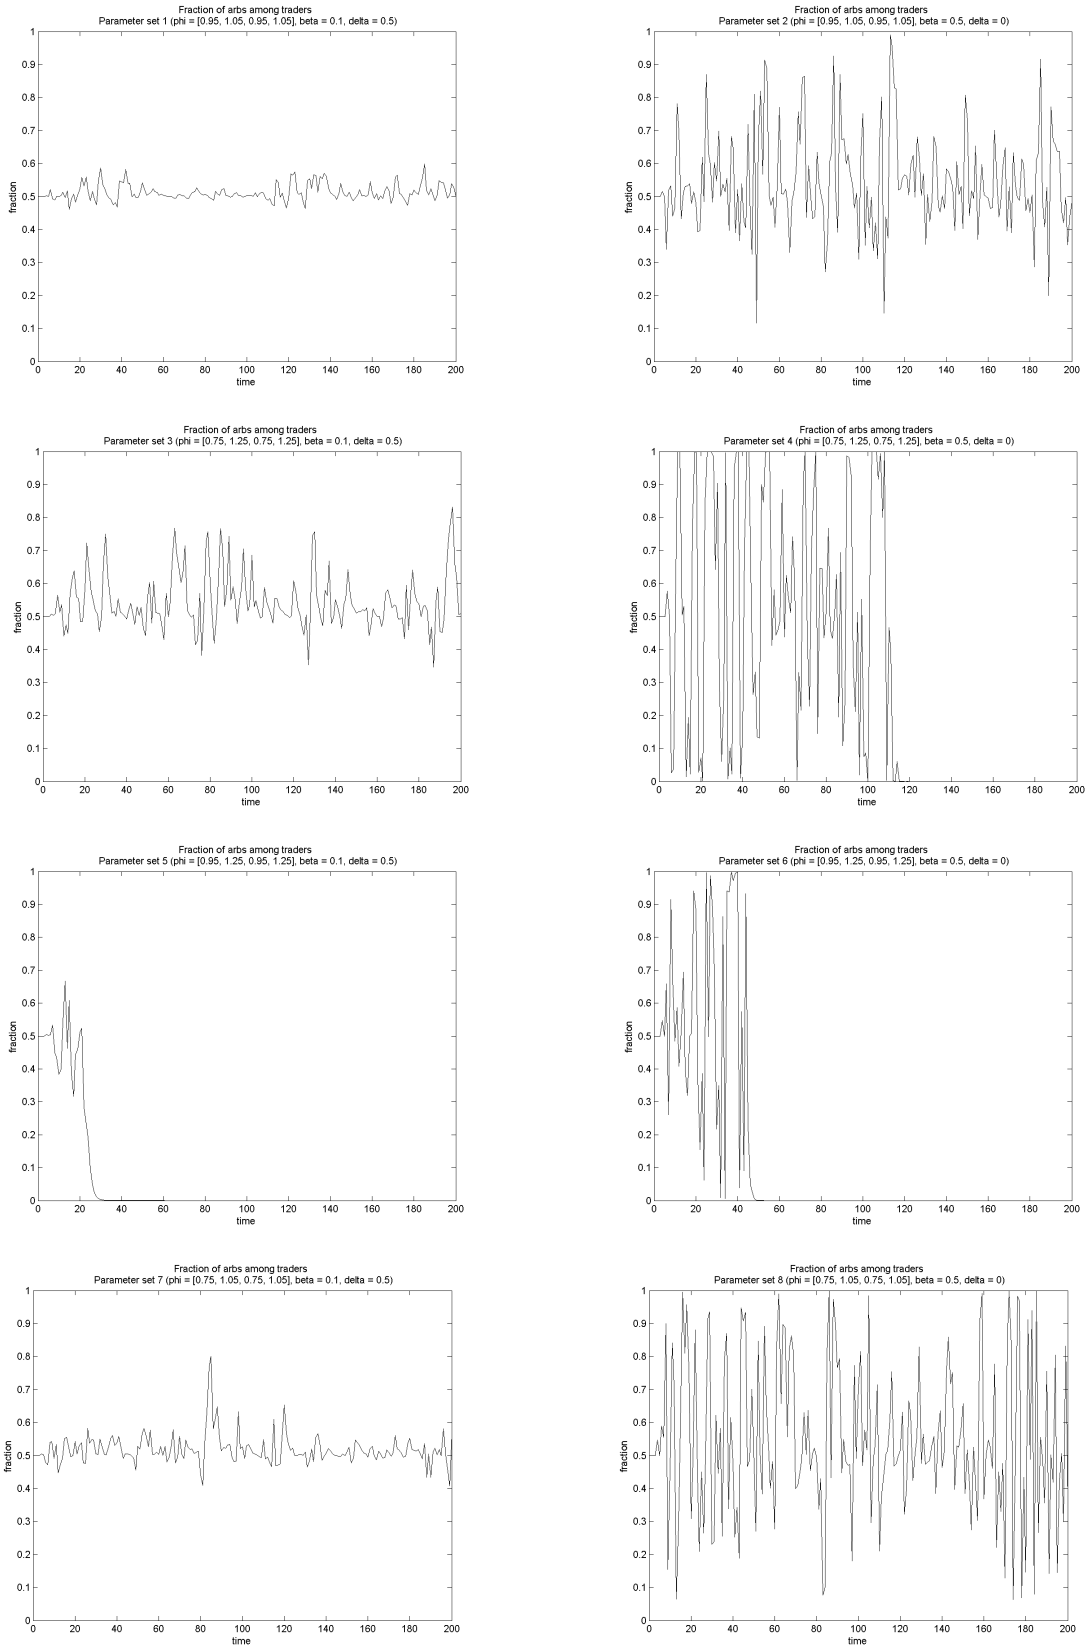 Fraction of arbs among traders
Parameter set 1 (phi = [0.95, 1.05, 0.95, 1.05], beta = 0.1, delta = 0.5)
1
0.9
0.8
0.7
0.6
0.5
0.4
0.3
0.2
0.1
0
fraction
0 20 40 60 80 100 120 140 160 180 200
time
Fraction of arbs among traders
Parameter set 2 (phi = [0.95, 1.05, 0.95, 1.05], beta = 0.5, delta = 0)
1
0.9
0.8
0.7
0.6
0.5
0.4
0.3
0.2
0.1
0
fraction
0 20 40 60 80 100 120 140 160 180 200
time
Fraction of arbs among traders
Parameter set 3 (phi = [0.75, 1.25, 0.75, 1.25], beta = 0.1, delta = 0.5)
1
0.9
0.8
0.7
0.6
0.5
0.4
0.3
0.2
0.1
0
fraction
0 20 40 60 80 100 120 140 160 180 200
time
Fraction of arbs among traders
Parameter set 4 (phi = [0.75, 1.25, 0.75, 1.25], beta = 0.5, delta = 0)
1
0.9
0.8
0.7
0.6
0.5
0.4
0.3
0.2
0.1
0
fraction
0 20 40 60 80 100 120 140 160 180 200
time
Fraction of arbs among traders
Parameter set 5 (phi = [0.95, 1.25, 0.95, 1.25], beta = 0.1, delta = 0.5)
1
0.9
0.8
0.7
0.6
0.5
0.4
0.3
0.2
0.1
0
fraction
0 20 40 60 80 100 120 140 160 180 200
time
Fraction of arbs among traders
Parameter set 6 (phi = [0.95, 1.25, 0.95, 1.25], beta = 0.5, delta = 0)
1
0.9
0.8
0.7
0.6
0.5
0.4
0.3
0.2
0.1
0
fraction
0 20 40 60 80 100 120 140 160 180 200
time
Fraction of arbs among traders
Parameter set 7 (phi = [0.75, 1.05, 0.75, 1.05], beta = 0.1, delta = 0.5)
1
0.9
0.8
0.7
0.6
0.5
0.4
0.3
0.2
0.1
0
fraction
0 20 40 60 80 100 120 140 160 180 200
time
Fraction of arbs among traders
Parameter set 8 (phi = [0.75, 1.05, 0.75, 1.05], beta = 0.5, delta = 0)
1
0.9
0.8
0.7
0.6
0.5
0.4
0.3
0.2
0.1
0
fraction
0 20 40 60 80 100 120 140 160 180 200
time